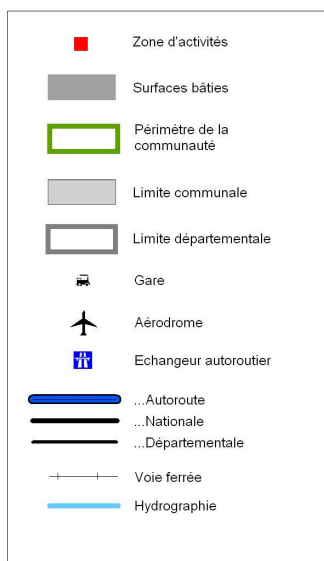 Zone d'activités
Surfaces bâties
Périmètre de la
communauté
Limite communale
Limite départementale
Gare
Aérodrome
Echangeur autoroutier
...Autoroute
...Nationale
...Départementale
Voie ferrée
Hydrographie